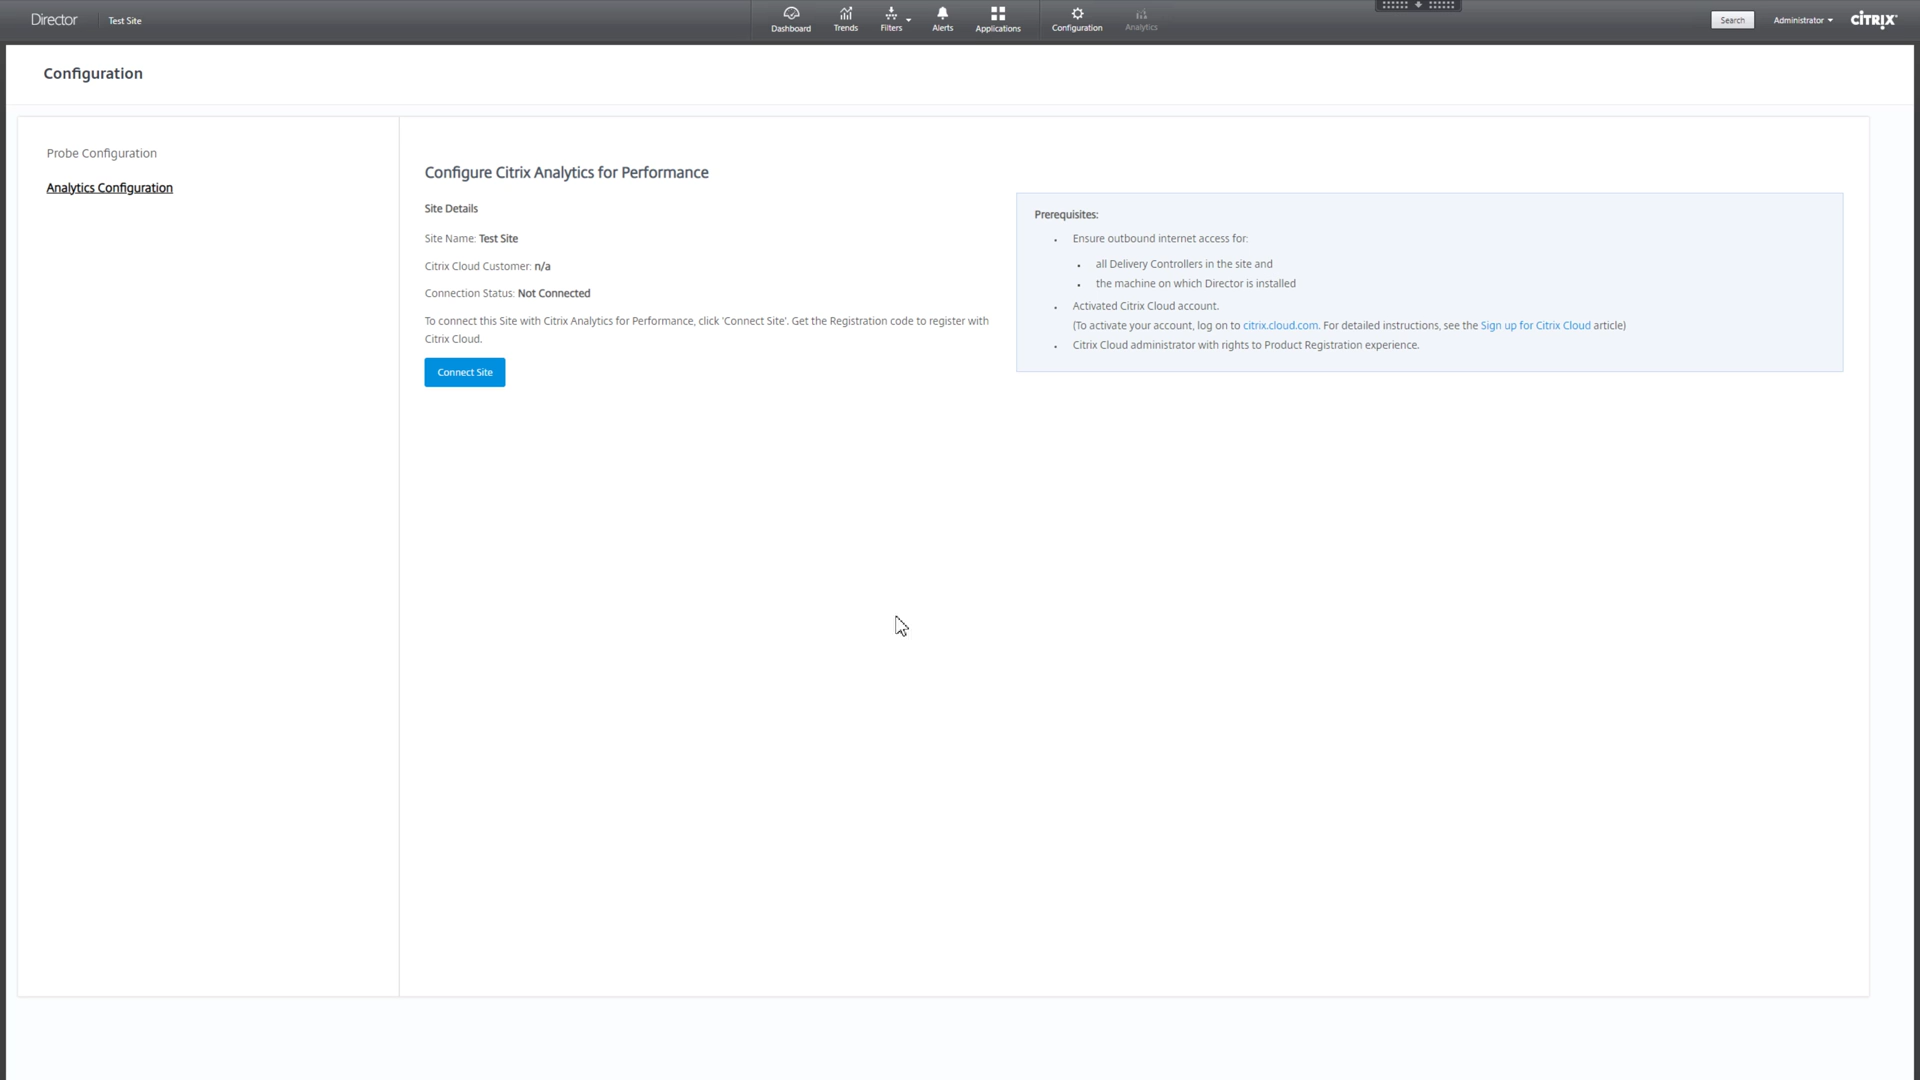 Director
Test Site
Dashboard
Trends
Filters
Alerts
Applications
Configuration
Analytics
Search
Administrator
CITRIX
Configuration
Probe Configuration
Analytics Configuration
Configure Citrix Analytics for Performance
Site Details
Site Name: Test Site
Citrix Cloud Customer: n/a
Connection Status: Not Connected
To connect this Site with Citrix Analytics for Performance, click 'Connect Site'. Get the Registration code to register with
Citrix Cloud.
Connect Site
Prerequisites:
• Ensure outbound internet access for:
• all Delivery Controllers in the site and
• the machine on which Director is installed
• Activated Citrix Cloud account.
(To activate your account, log on to citrix.cloud.com. For detailed instructions, see the Sign up for Citrix Cloud article)
• Citrix Cloud administrator with rights to Product Registration experience.